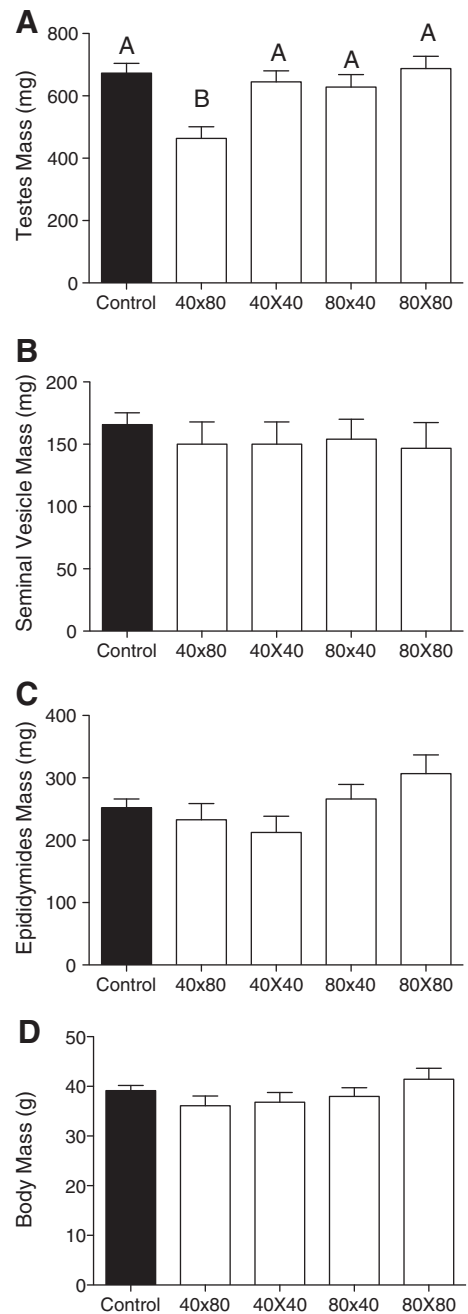 A
Testes Mass (mg)
800
600
400
200
0
A
B
A
A
A
Control 40x80 40X40 80x40 80X80
B
Seminal Vesicle Mass (mg)
200
150
100
50
0
Control 40x80 40X40 80x40 80X80
C
Epididymides Mass (mg)
400
300
200
100
0
Control 40x80 40X40 80x40 80X80
D
Body Mass (g)
50
40
30
20
10
0
Control 40x80 40X40 80x40 80X80